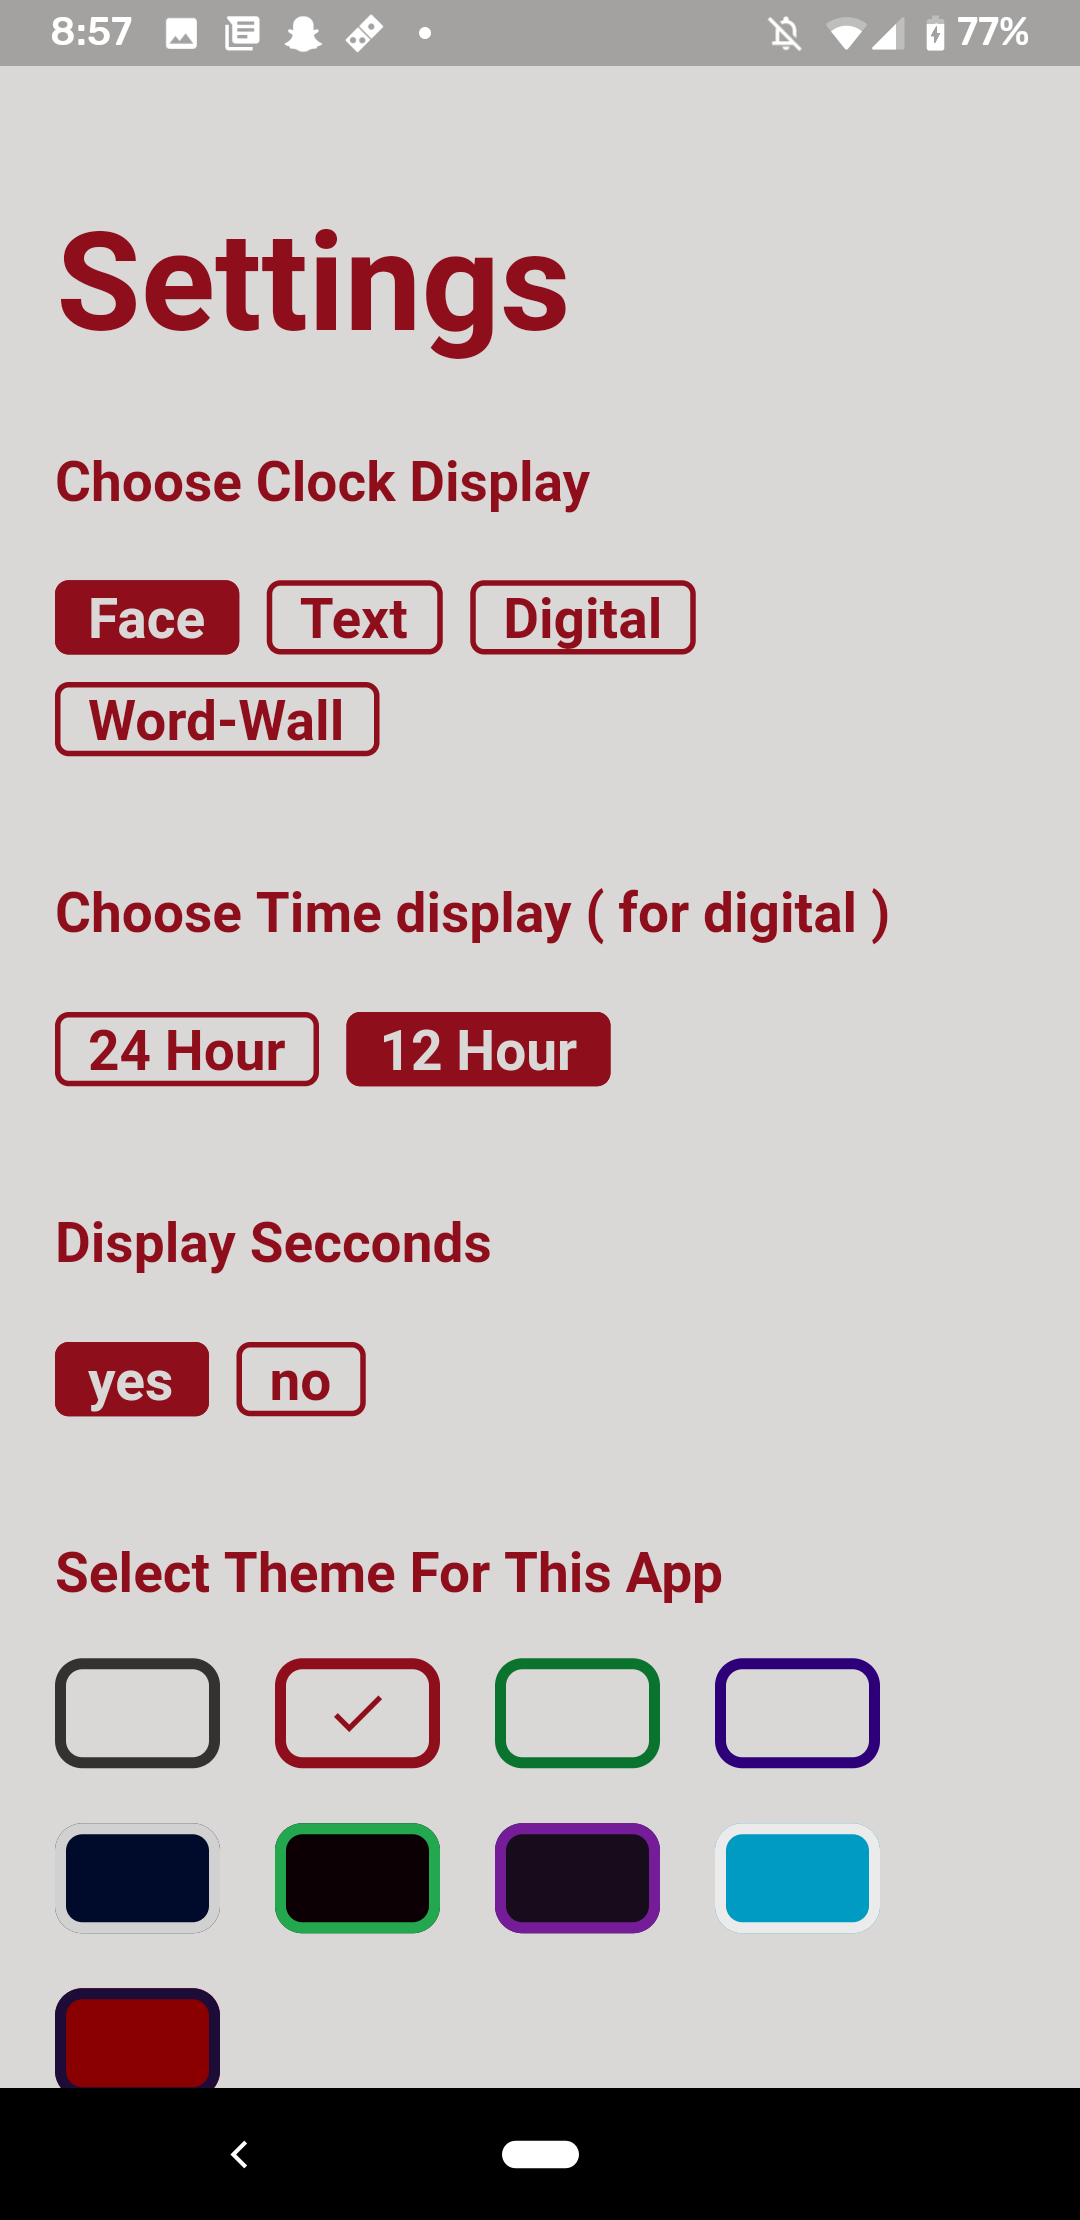 8:57 77%
Settings
Choose Clock Display
Face Text Digital
Word-Wall
Choose Time display ( for digital )
24 Hour 12 Hour
Display Secconds
yes no
Select Theme For This App